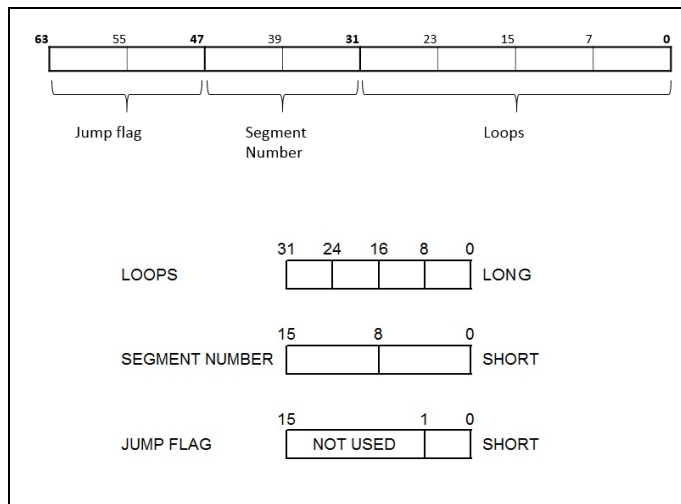 63 55 47 39 31 23 15 7 0
Jump flag Segment Loops
Number
31 24 16 8 0
LOOPS LONG
15 8 0
SEGMENT NUMBER SHORT
15 1 0
JUMP FLAG NOT USED SHORT